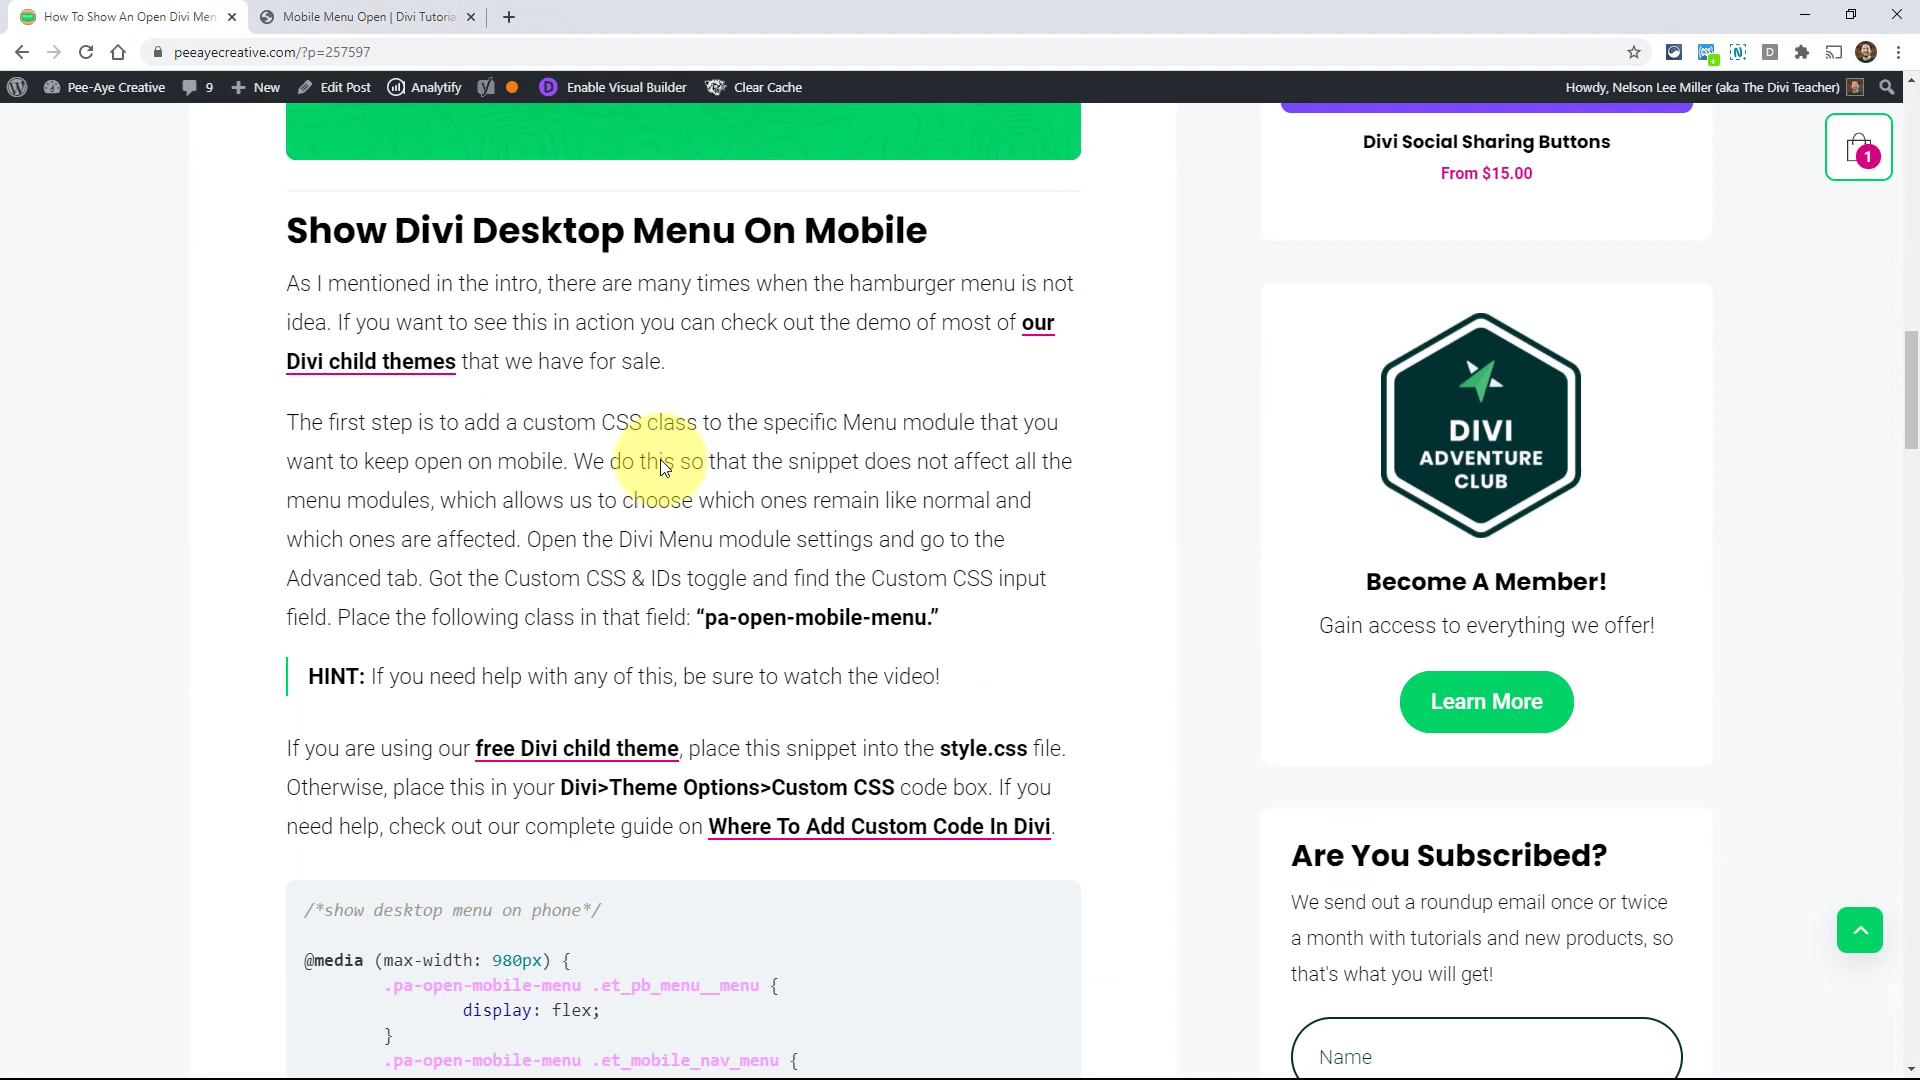 How To Show An Open Divi Men
Mobile Menu Open | Divi Tutoria
peeayecreative.com/?p=257597
Pee-Aye Creative
9
New
Edit Post
Analytify
Enable Visual Builder
Clear Cache
Howdy, Nelson Lee Miller (aka The Divi Teacher)
Show Divi Desktop Menu On Mobile
As I mentioned in the intro, there are many times when the hamburger menu is not
idea. If you want to see this in action you can check out the demo of most of our
Divi child themes that we have for sale.
The first step is to add a custom CSS class to the specific Menu module that you
want to keep open on mobile. We do this so that the snippet does not affect all the
menu modules, which allows us to choose which ones remain like normal and
which ones are affected. Open the Divi Menu module settings and go to the
Advanced tab. Got the Custom CSS & IDs toggle and find the Custom CSS input
field. Place the following class in that field: “pa-open-mobile-menu.”
HINT: If you need help with any of this, be sure to watch the video!
If you are using our free Divi child theme, place this snippet into the style.css file.
Otherwise, place this in your Divi>Theme Options>Custom CSS code box. If you
need help, check out our complete guide on Where To Add Custom Code In Divi.
/*show desktop menu on phone*/
@media (max-width: 980px) {
.pa-open-mobile-menu .et_pb_menu__menu {
display: flex;
}
.pa-open-mobile-menu .et_mobile_nav_menu {
Divi Social Sharing Buttons
From $15.00
1
DIVI
ADVENTURE
CLUB
Become A Member!
Gain access to everything we offer!
Learn More
Are You Subscribed?
We send out a roundup email once or twice
a month with tutorials and new products, so
that's what you will get!
Name